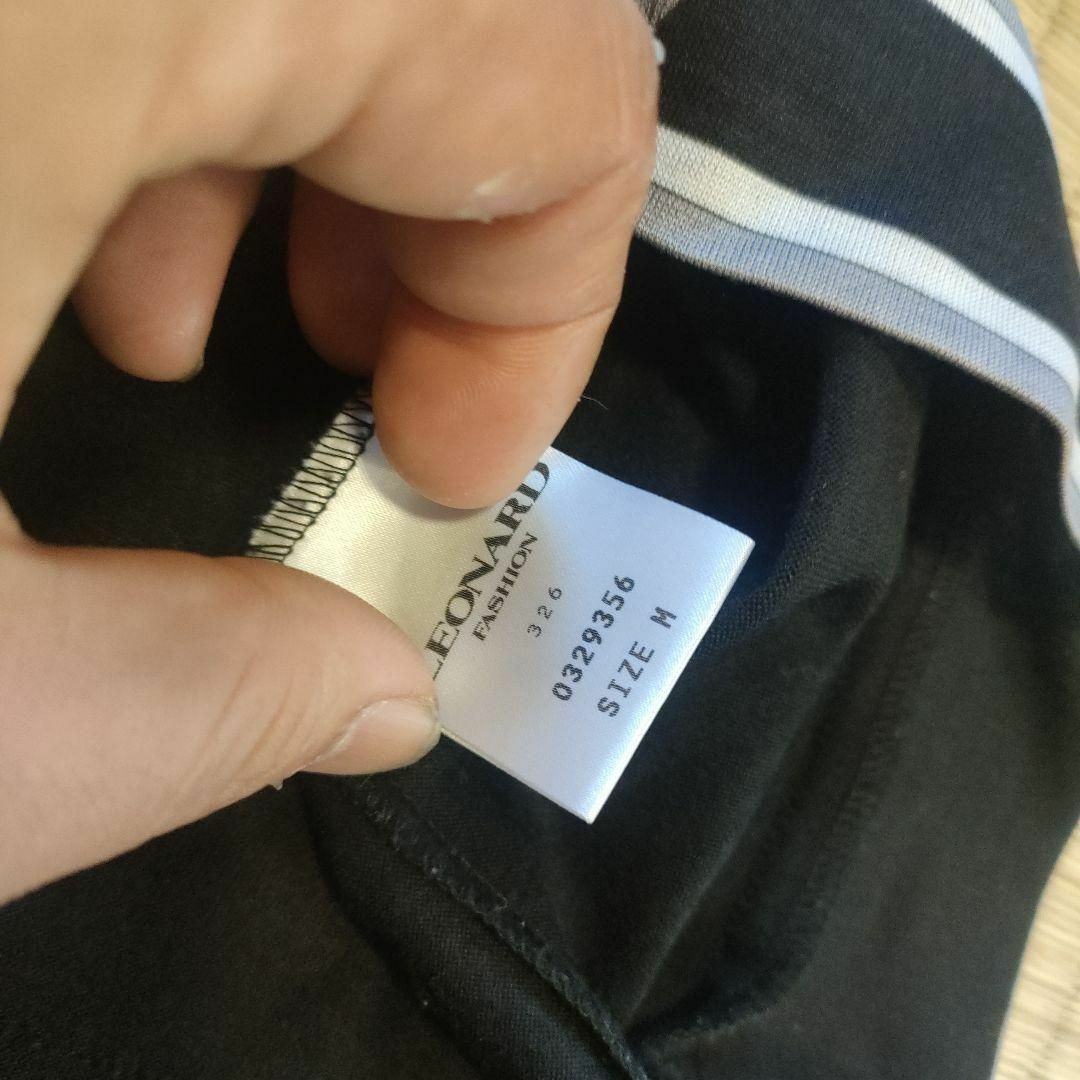 LEONARD
FASHION
326
0329356
SIZE M